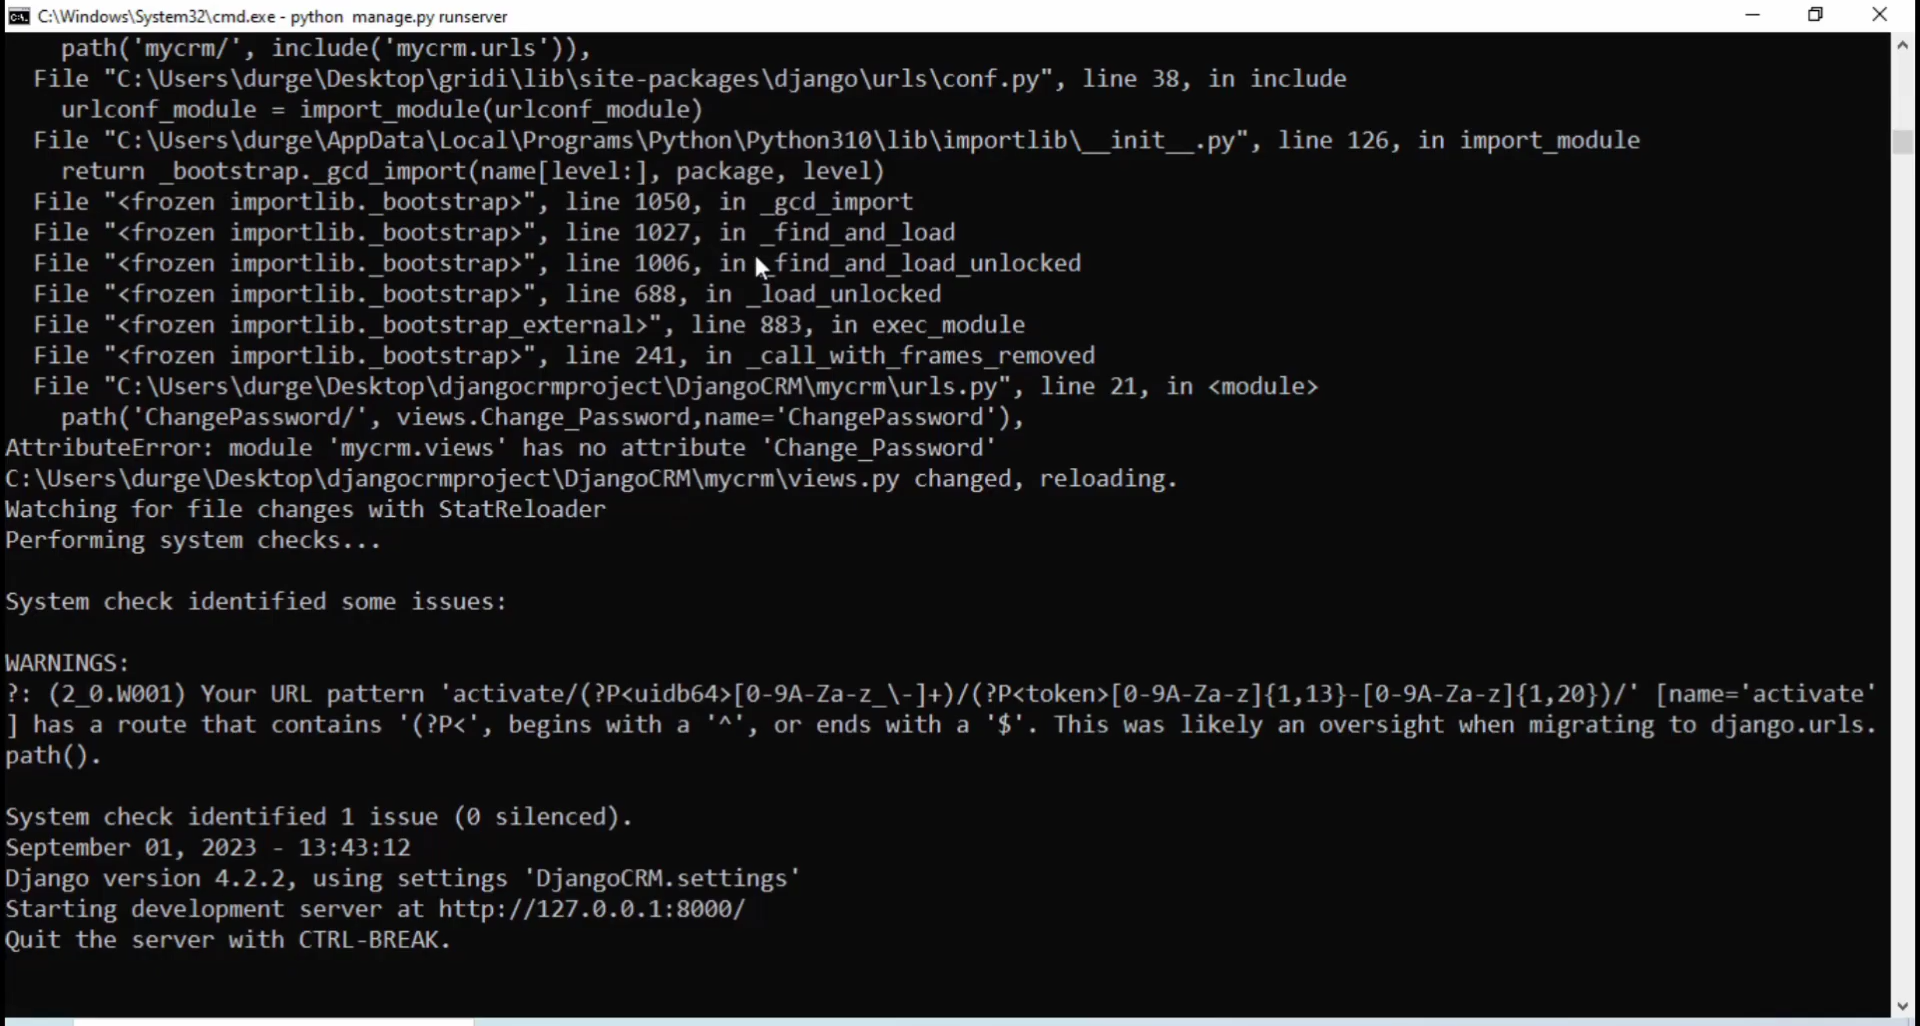 C:\Windows\System32\cmd.exe - python  manage.py runserver
    path('mycrm/', include('mycrm.urls')),
  File "C:\Users\durge\Desktop\gridi\lib\site-packages\django\urls\conf.py", line 38, in include
    urlconf_module = import_module(urlconf_module)
  File "C:\Users\durge\AppData\Local\Programs\Python\Python310\lib\importlib\__init__.py", line 126, in import_module
    return _bootstrap._gcd_import(name[level:], package, level)
  File "<frozen importlib._bootstrap>", line 1050, in _gcd_import
  File "<frozen importlib._bootstrap>", line 1027, in _find_and_load
  File "<frozen importlib._bootstrap>", line 1006, in _find_and_load_unlocked
  File "<frozen importlib._bootstrap>", line 688, in _load_unlocked
  File "<frozen importlib._bootstrap_external>", line 883, in exec_module
  File "<frozen importlib._bootstrap>", line 241, in _call_with_frames_removed
  File "C:\Users\durge\Desktop\djangocrmproject\DjangoCRM\mycrm\urls.py", line 21, in <module>
    path('ChangePassword/', views.Change_Password,name='ChangePassword'),
AttributeError: module 'mycrm.views' has no attribute 'Change_Password'
C:\Users\durge\Desktop\djangocrmproject\DjangoCRM\mycrm\views.py changed, reloading.
Watching for file changes with StatReloader
Performing system checks...
System check identified some issues:
WARNINGS:
?: (2_0.W001) Your URL pattern 'activate/(?P<uidb64>[0-9A-Za-z_\-]+)/(?P<token>[0-9A-Za-z]{1,13}-[0-9A-Za-z]{1,20})/' [name='activate'
] has a route that contains '(?P<', begins with a '^', or ends with a '$'. This was likely an oversight when migrating to django.urls.
path().
System check identified 1 issue (0 silenced).
September 01, 2023 - 13:43:12
Django version 4.2.2, using settings 'DjangoCRM.settings'
Starting development server at http://127.0.0.1:8000/
Quit the server with CTRL-BREAK.